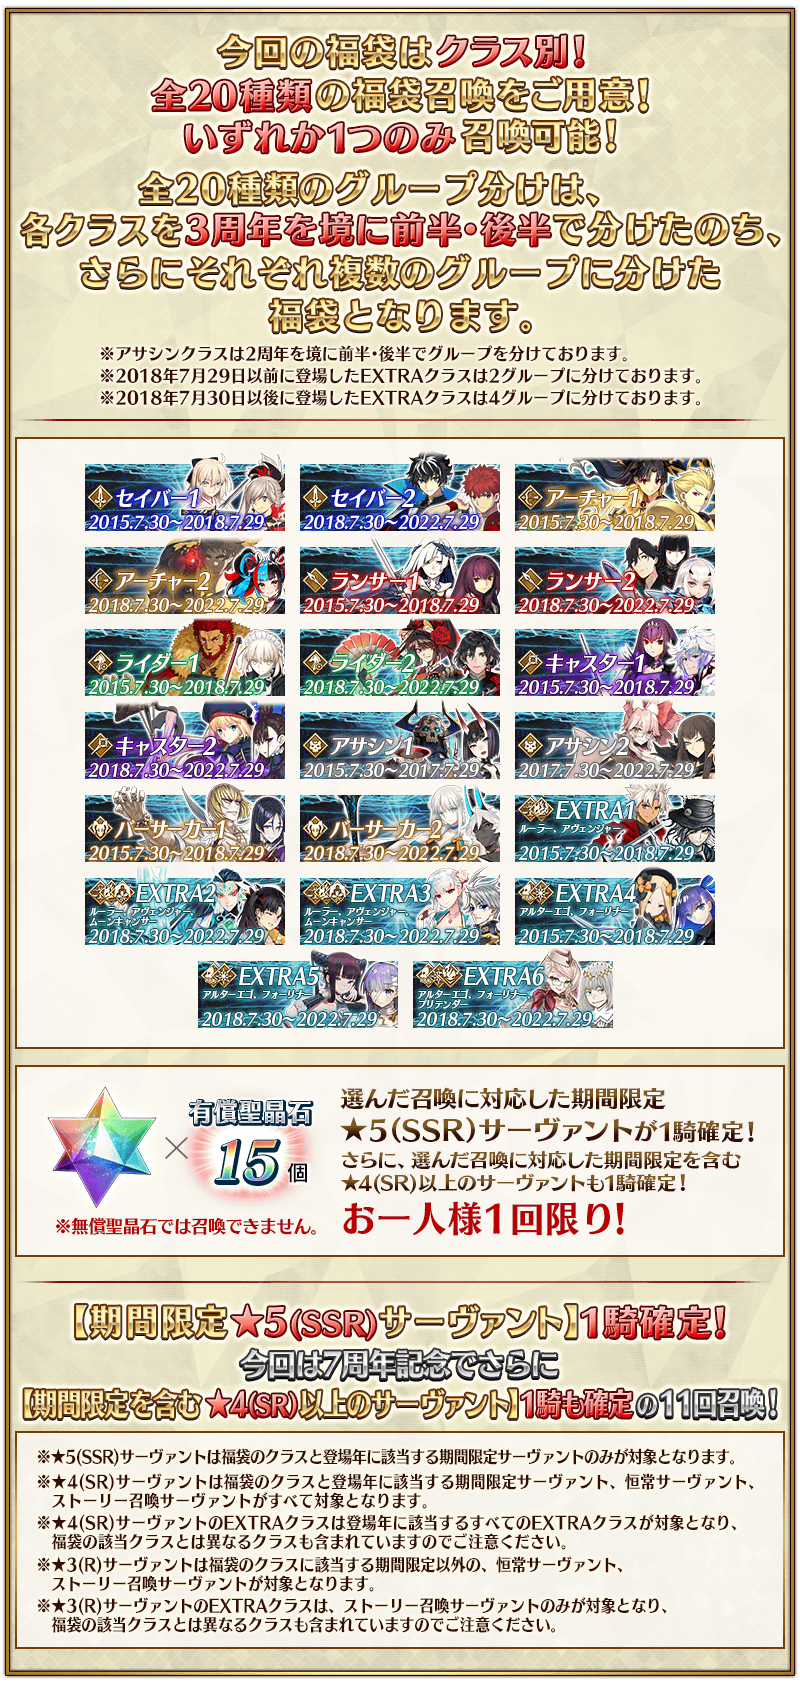 今回の福袋はクラス別!
全20種類の福袋召喚をご用意!
いずれか1つのみ召喚可能!
全20種類のグループ分けは、
各クラスを3周年を境に前半・後半で分けたのち、
さらにそれぞれ複数のグループに分けた
福袋となります。
※アサシンクラスは2周年を境に前半・後半でグループを分けております。
※2018年7月29日以前に登場したEXTRAクラスは2グループに分けております。
※2018年7月30日以後に登場したEXTRAクラスは4グループに分けております。
セイバー1
2015.7.30～2018.7.29
セイバー2
2018.7.30～2022.7.29
アーチャー1
2015.7.30～2018.7.29
アーチャー2
2018.7.30～2022.7.29
ランサー1
2015.7.30～2018.7.29
ランサー2
2018.7.30～2022.7.29
ライダー1
2015.7.30～2018.7.29
ライダー2
2018.7.30～2022.7.29
キャスター1
2015.7.30～2018.7.29
キャスター2
2018.7.30～2022.7.29
アサシン1
2015.7.30～2017.7.29
アサシン2
2017.7.30～2022.7.29
バーサーカー1
2015.7.30～2018.7.29
バーサーカー2
2018.7.30～2022.7.29
EXTRA1
ルーラー、アヴェンジャー、
2015.7.30～2018.7.29
EXTRA2
ルーラー、アヴェンジャー、
ムーンキャンサー
2018.7.30～2022.7.29
EXTRA3
ルーラー、アヴェンジャー、
ムーンキャンサー
2018.7.30～2022.7.29
EXTRA4
アルターエゴ、フォーリナー
2015.7.30～2018.7.29
EXTRA5
アルターエゴ、フォーリナー
2018.7.30～2022.7.29
EXTRA6
アルターエゴ、フォーリナー、
プリテンダー
2018.7.30～2022.7.29
有償聖晶石
×
15個
※無償聖晶石では召喚できません。
選んだ召喚に対応した期間限定
★5(SSR)サーヴァントが1騎確定!
さらに、選んだ召喚に対応した期間限定を含む
★4(SR)以上のサーヴァントも1騎確定!
お一人様1回限り!
【期間限定★5(SSR)サーヴァント】1騎確定!
今回は7周年記念でさらに
【期間限定を含む★4(SR)以上のサーヴァント】1騎も確定の11回召喚!
※★5(SSR)サーヴァントは福袋のクラスと登場年に該当する期間限定サーヴァントのみが対象となります。
※★4(SR)サーヴァントは福袋のクラスと登場年に該当する期間限定サーヴァント、恒常サーヴァント、
ストーリー召喚サーヴァントがすべて対象となります。
※★4(SR)サーヴァントのEXTRAクラスは登場年に該当するすべてのEXTRAクラスが対象となり、
福袋の該当クラスとは異なるクラスも含まれていますのでご注意ください。
※★3(R)サーヴァントは福袋のクラスに該当する期間限定以外の、恒常サーヴァント、
ストーリー召喚サーヴァントが対象となります。
※★3(R)サーヴァントのEXTRAクラスは、ストーリー召喚サーヴァントのみが対象となり、
福袋の該当クラスとは異なるクラスも含まれていますのでご注意ください。